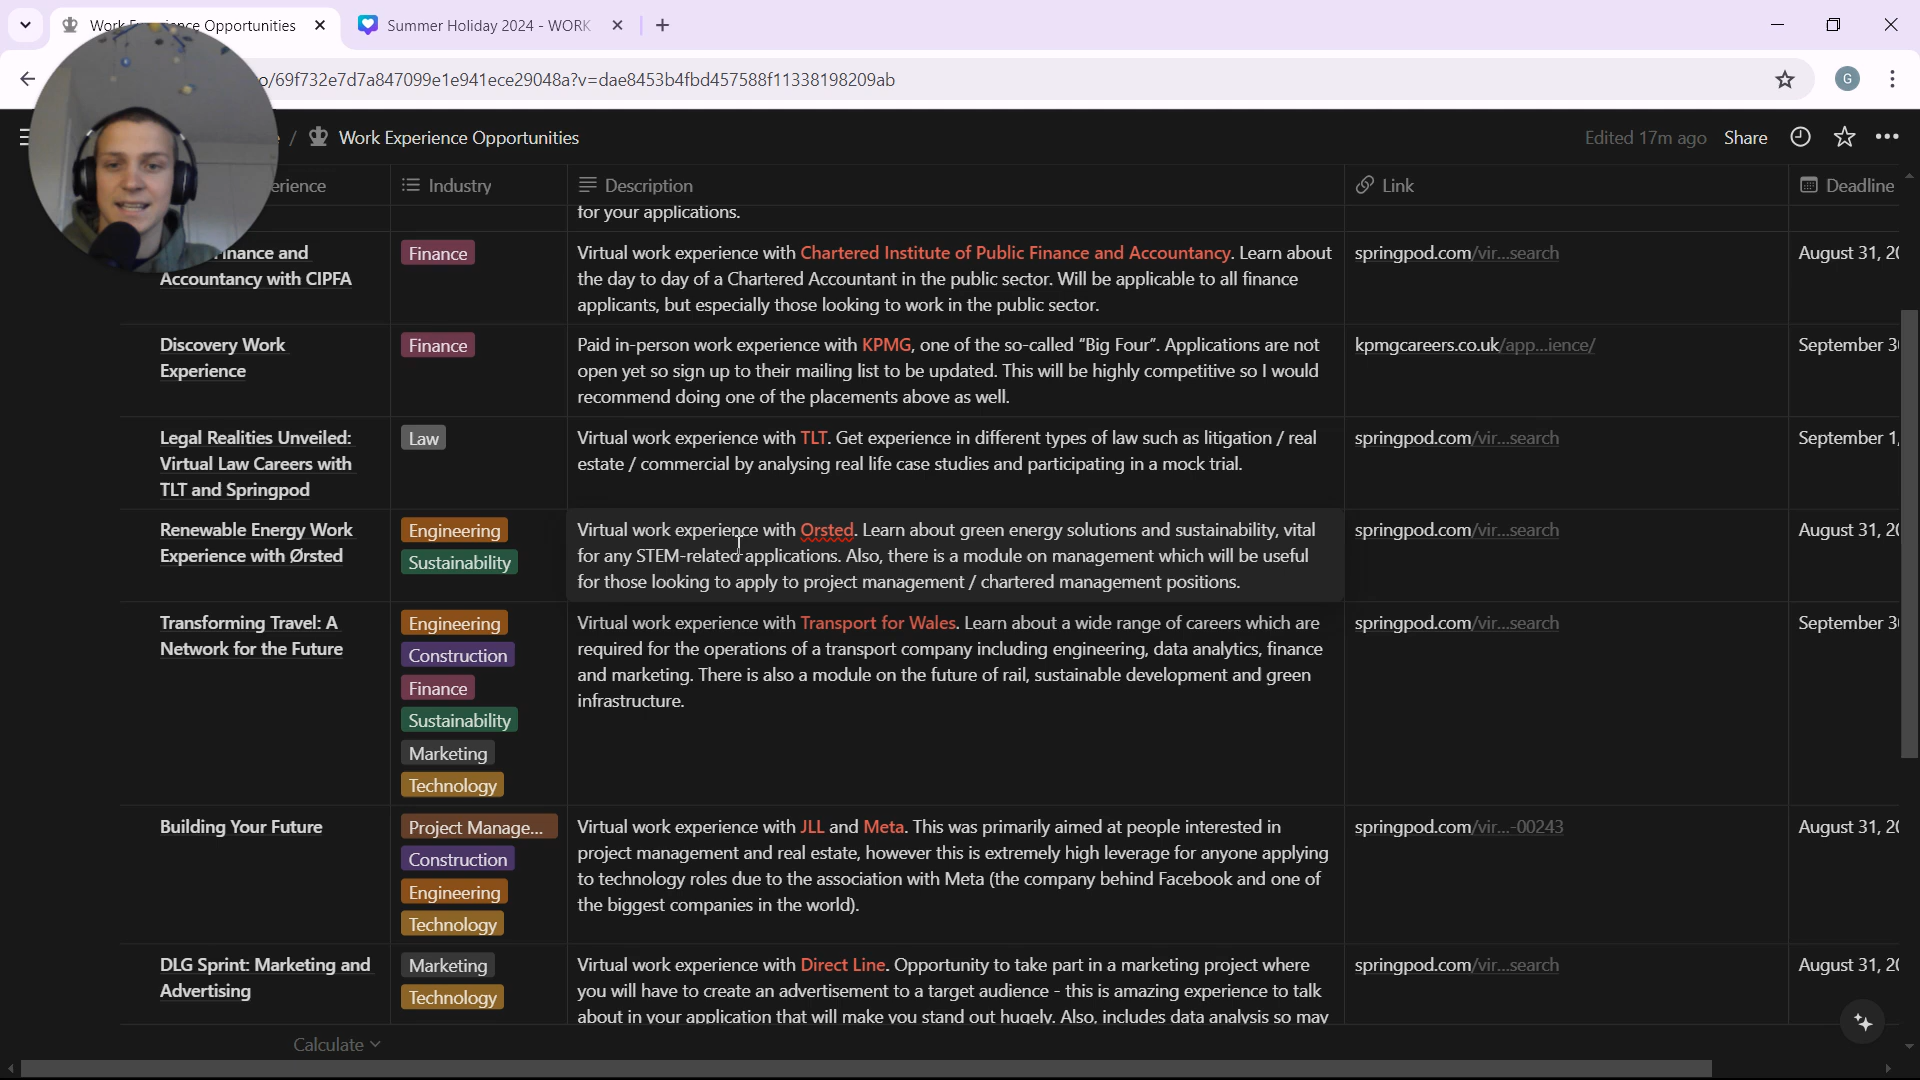 Work Experience Opportunities
Summer Holiday 2024 - WORK
o/69f732e7d7a847099e1e941ece29048a?v=dae8453b4fbd457588f11338198209ab
G
/ Work Experience Opportunities
Edited 17m ago
Share
erience
Industry
Description
Link
Deadline
for your applications.
inance and
Accountancy with CIPFA
Finance
Virtual work experience with Chartered Institute of Public Finance and Accountancy. Learn about
the day to day of a Chartered Accountant in the public sector. Will be applicable to all finance
applicants, but especially those looking to work in the public sector.
springpod.com/vir...search
August 31, 20
Discovery Work
Experience
Finance
Paid in-person work experience with KPMG, one of the so-called “Big Four”. Applications are not
open yet so sign up to their mailing list to be updated. This will be highly competitive so I would
recommend doing one of the placements above as well.
kpmgcareers.co.uk/app...ience/
September 30
Legal Realities Unveiled:
Virtual Law Careers with
TLT and Springpod
Law
Virtual work experience with TLT. Get experience in different types of law such as litigation / real
estate / commercial by analysing real life case studies and participating in a mock trial.
springpod.com/vir...search
September 1,
Renewable Energy Work
Experience with Ørsted
Engineering
Sustainability
Virtual work experience with Orsted. Learn about green energy solutions and sustainability, vital
for any STEM-related applications. Also, there is a module on management which will be useful
for those looking to apply to project management / chartered management positions.
springpod.com/vir...search
August 31, 20
Transforming Travel: A
Network for the Future
Engineering
Construction
Finance
Sustainability
Marketing
Technology
Virtual work experience with Transport for Wales. Learn about a wide range of careers which are
required for the operations of a transport company including engineering, data analytics, finance
and marketing. There is also a module on the future of rail, sustainable development and green
infrastructure.
springpod.com/vir...search
September 30
Building Your Future
Project Manage...
Construction
Engineering
Technology
Virtual work experience with JLL and Meta. This was primarily aimed at people interested in
project management and real estate, however this is extremely high leverage for anyone applying
to technology roles due to the association with Meta (the company behind Facebook and one of
the biggest companies in the world).
springpod.com/vir...-00243
August 31, 20
DLG Sprint: Marketing and
Advertising
Marketing
Technology
Virtual work experience with Direct Line. Opportunity to take part in a marketing project where
you will have to create an advertisement to a target audience - this is amazing experience to talk
about in your application that will make you stand out hugely. Also, includes data analysis so may
springpod.com/vir...search
August 31, 20
Calculate